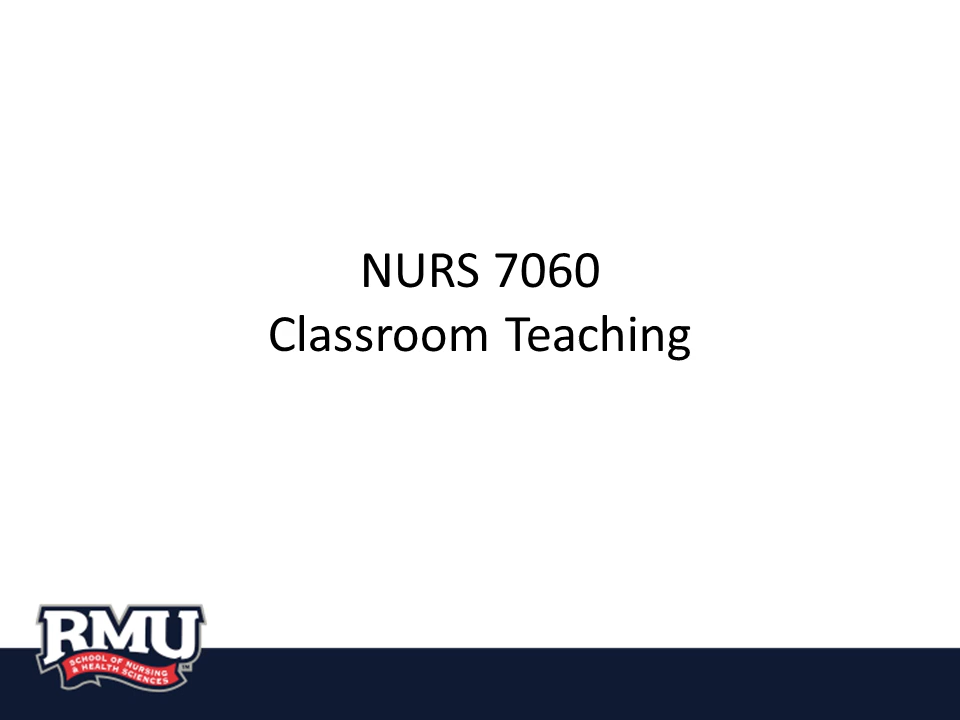 NURS 7060
Classroom Teaching
RMU
SCHOOL OF NURSING
& HEALTH SCIENCES